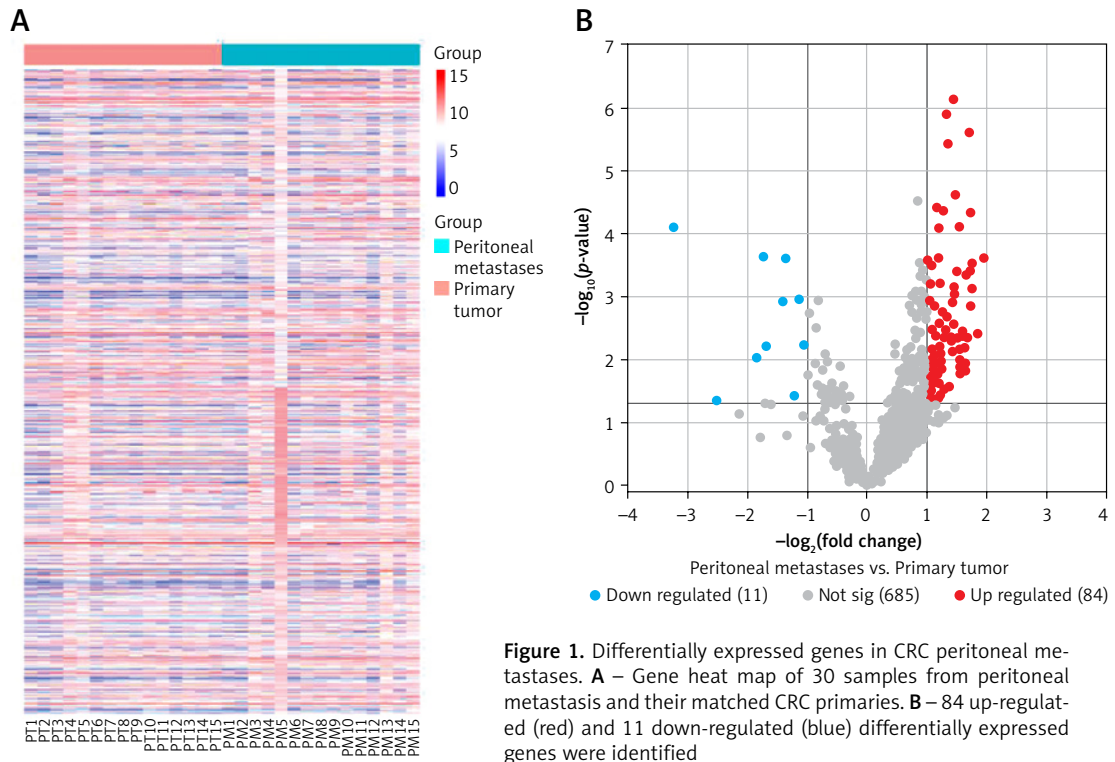 A
Group
15
10
5
0
Group
Peritoneal
metastases
Primary
tumor
PT1
PT2
PT3
PT4
PT5
PT6
PT7
PT8
PT9
PT10
PT11
PT12
PT13
PT14
PT15
PM1
PM2
PM3
PM4
PM5
PM6
PM7
PM8
PM9
PM10
PM11
PM12
PM13
PM14
PM15
B
–log10(p-value)
7
6
5
4
3
2
1
0
–4
–3
–2
–1
0
1
2
3
4
–log2(fold change)
Peritoneal metastases vs. Primary tumor
Down regulated (11)
Not sig (685)
Up regulated (84)
Figure 1. Differentially expressed genes in CRC peritoneal me-
tastases. A – Gene heat map of 30 samples from peritoneal
metastasis and their matched CRC primaries. B – 84 up-regulat-
ed (red) and 11 down-regulated (blue) differentially expressed
genes were identified